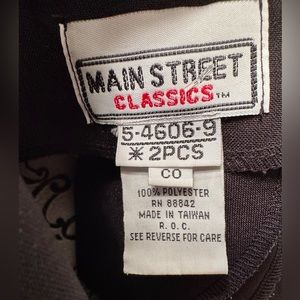 MAIN STREET
CLASSICS™
5-4606-9
*2PCS
CO
100% POLYESTER
RN 88842
MADE IN TAIWAN
R. O. C.
SEE REVERSE FOR CARE